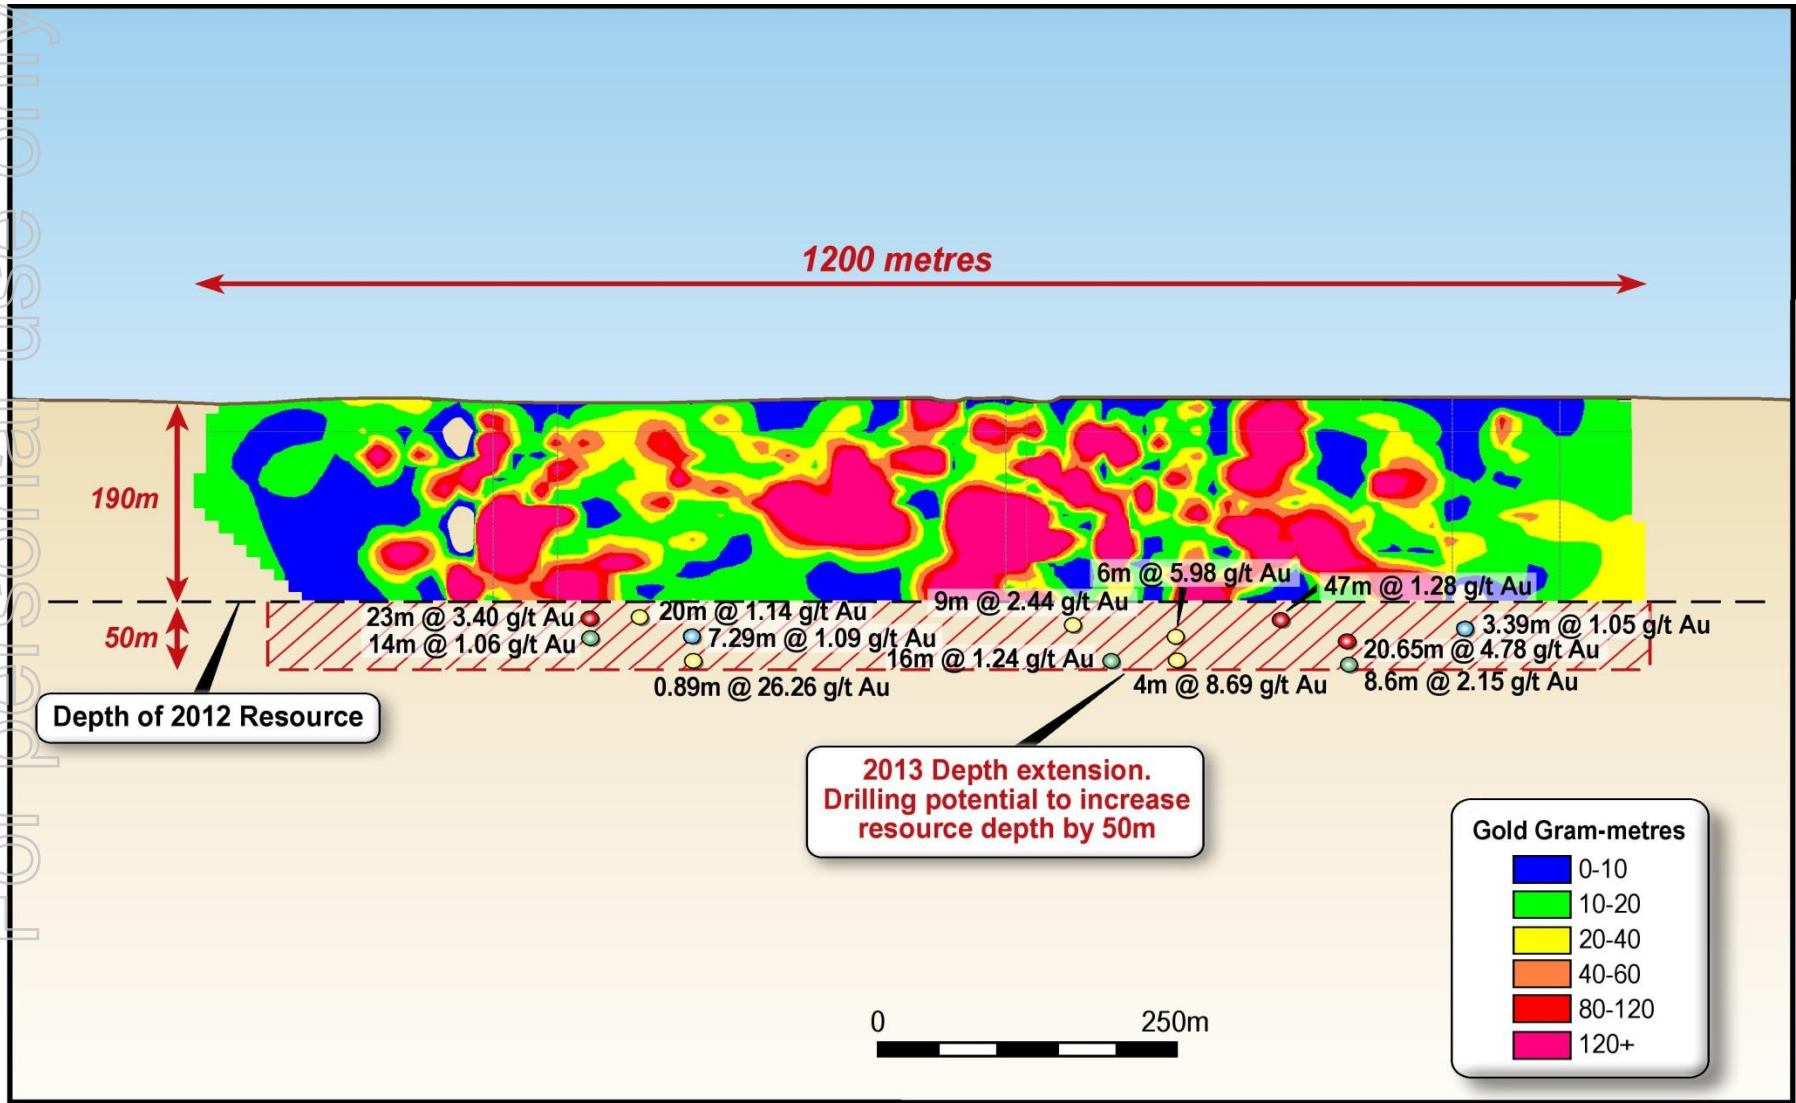 For personal use only
1200 metres
190m
50m
6m @ 5.98 g/t Au
47m @ 1.28 g/t Au
9m @ 2.44 g/t Au
23m @ 3.40 g/t Au
20m @ 1.14 g/t Au
14m @ 1.06 g/t Au
7.29m @ 1.09 g/t Au
3.39m @ 1.05 g/t Au
16m @ 1.24 g/t Au
20.65m @ 4.78 g/t Au
0.89m @ 26.26 g/t Au
4m @ 8.69 g/t Au
8.6m @ 2.15 g/t Au
Depth of 2012 Resource
2013 Depth extension.
Drilling potential to increase
resource depth by 50m
Gold Gram-metres
0-10
10-20
20-40
40-60
80-120
120+
0 250m